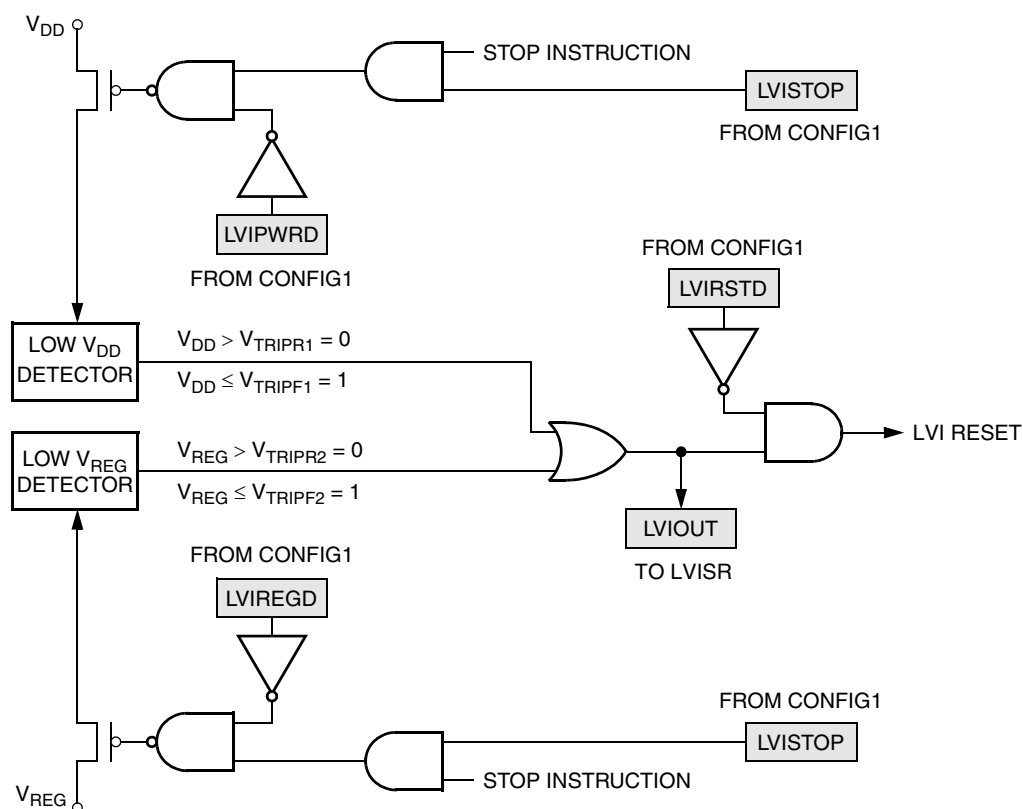 VDD
STOP INSTRUCTION
LVISTOP
FROM CONFIG1
LVIPWRD
FROM CONFIG1
FROM CONFIG1
LVIRSTD
LOW VDD
DETECTOR
VDD > VTRIPR1 = 0
VDD ≤ VTRIPF1 = 1
LVI RESET
LOW VREG
DETECTOR
VREG > VTRIPR2 = 0
VREG ≤ VTRIPF2 = 1
LVIOUT
TO LVISR
FROM CONFIG1
LVIREGD
FROM CONFIG1
LVISTOP
STOP INSTRUCTION
VREG